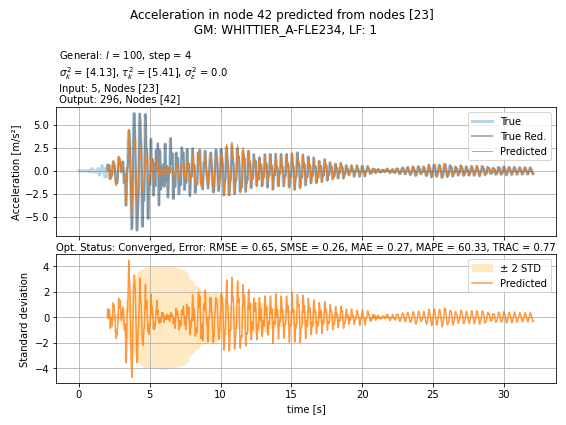 Acceleration in node 42 predicted from nodes [23]
GM: WHITTIER_A-FLE234, LF: 1
General: l = 100, step = 4
σ²ₖ = [4.13], τ²ₖ = [5.41], σ²ε = 0.0
Input: 5, Nodes [23]
Output: 296, Nodes [42]
Acceleration [m/s²]
5.0
2.5
0.0
−2.5
−5.0
True
True Red.
Predicted
Opt. Status: Converged, Error: RMSE = 0.65, SMSE = 0.26, MAE = 0.27, MAPE = 60.33, TRAC = 0.77
Standard deviation
4
2
0
−2
−4
± 2 STD
Predicted
0 5 10 15 20 25 30
time [s]